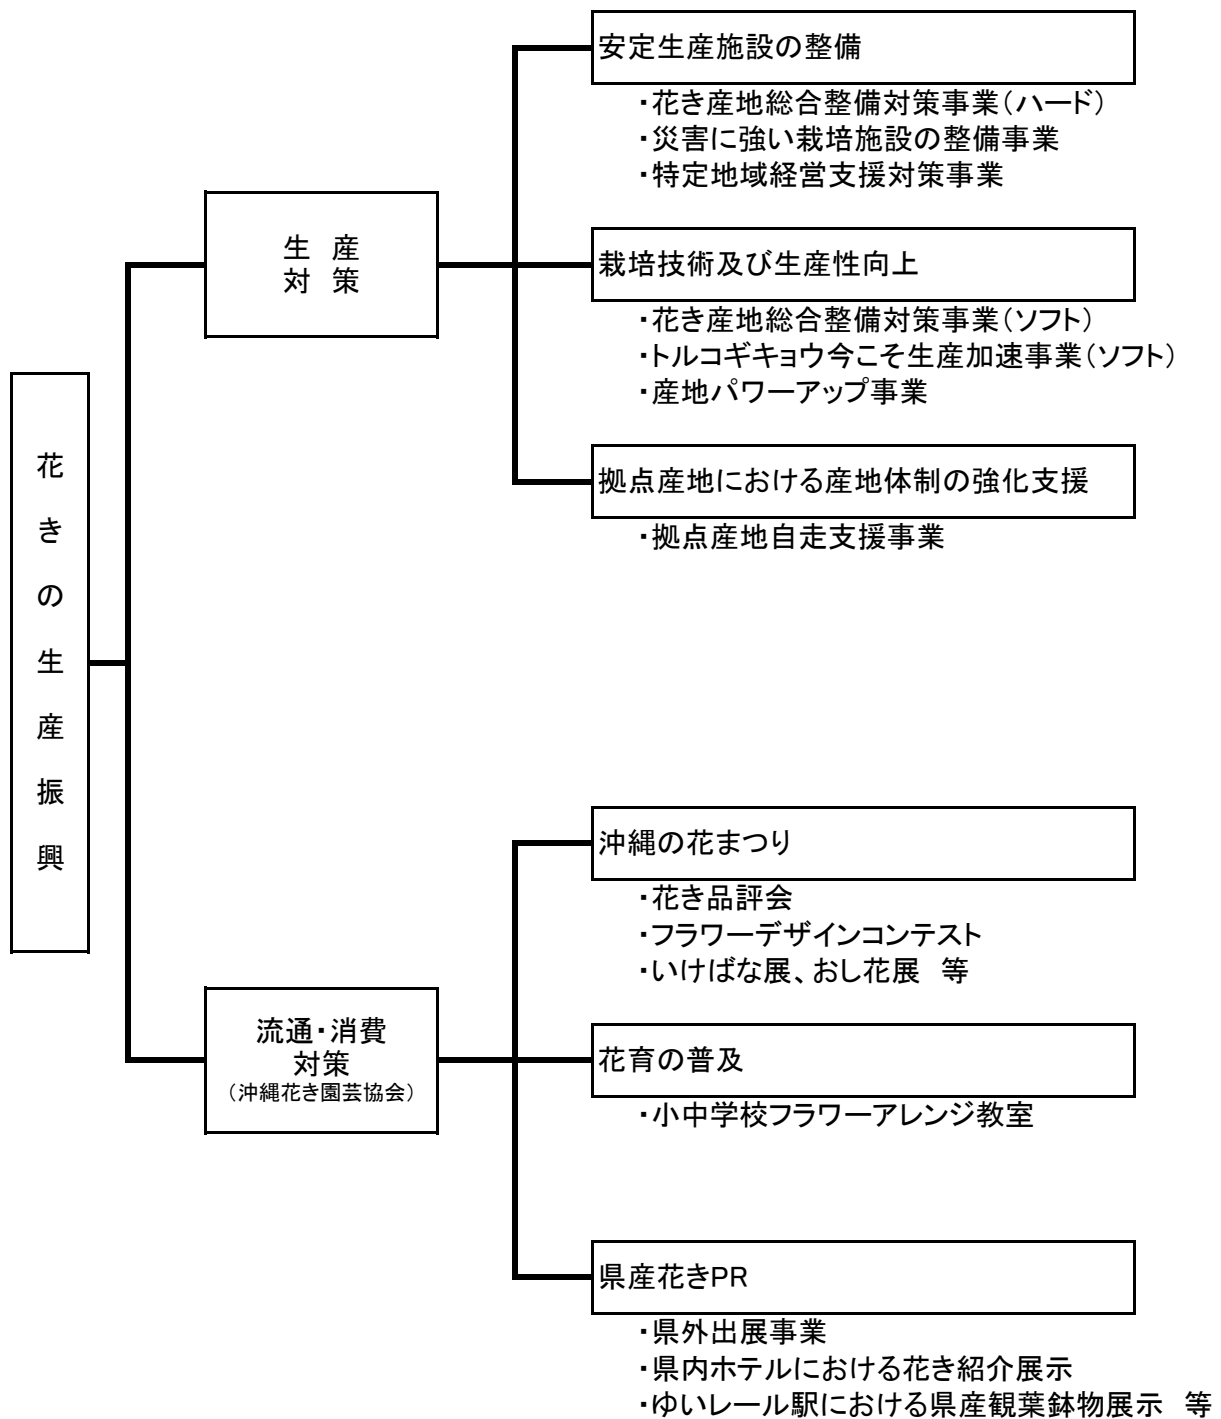 花きの生産振興
生　産
対　策
安定生産施設の整備
・花き産地総合整備対策事業（ハード）
・災害に強い栽培施設の整備事業
・特定地域経営支援対策事業
栽培技術及び生産性向上
・花き産地総合整備対策事業（ソフト）
・トルコギキョウ今こそ生産加速事業（ソフト）
・産地パワーアップ事業
拠点産地における産地体制の強化支援
・拠点産地自走支援事業
流通・消費
対策
（沖縄花き園芸協会）
沖縄の花まつり
・花き品評会
・フラワーデザインコンテスト
・いけばな展、おし花展　等
花育の普及
・小中学校フラワーアレンジ教室
県産花きPR
・県外出展事業
・県内ホテルにおける花き紹介展示
・ゆいレール駅における県産観葉鉢物展示　等